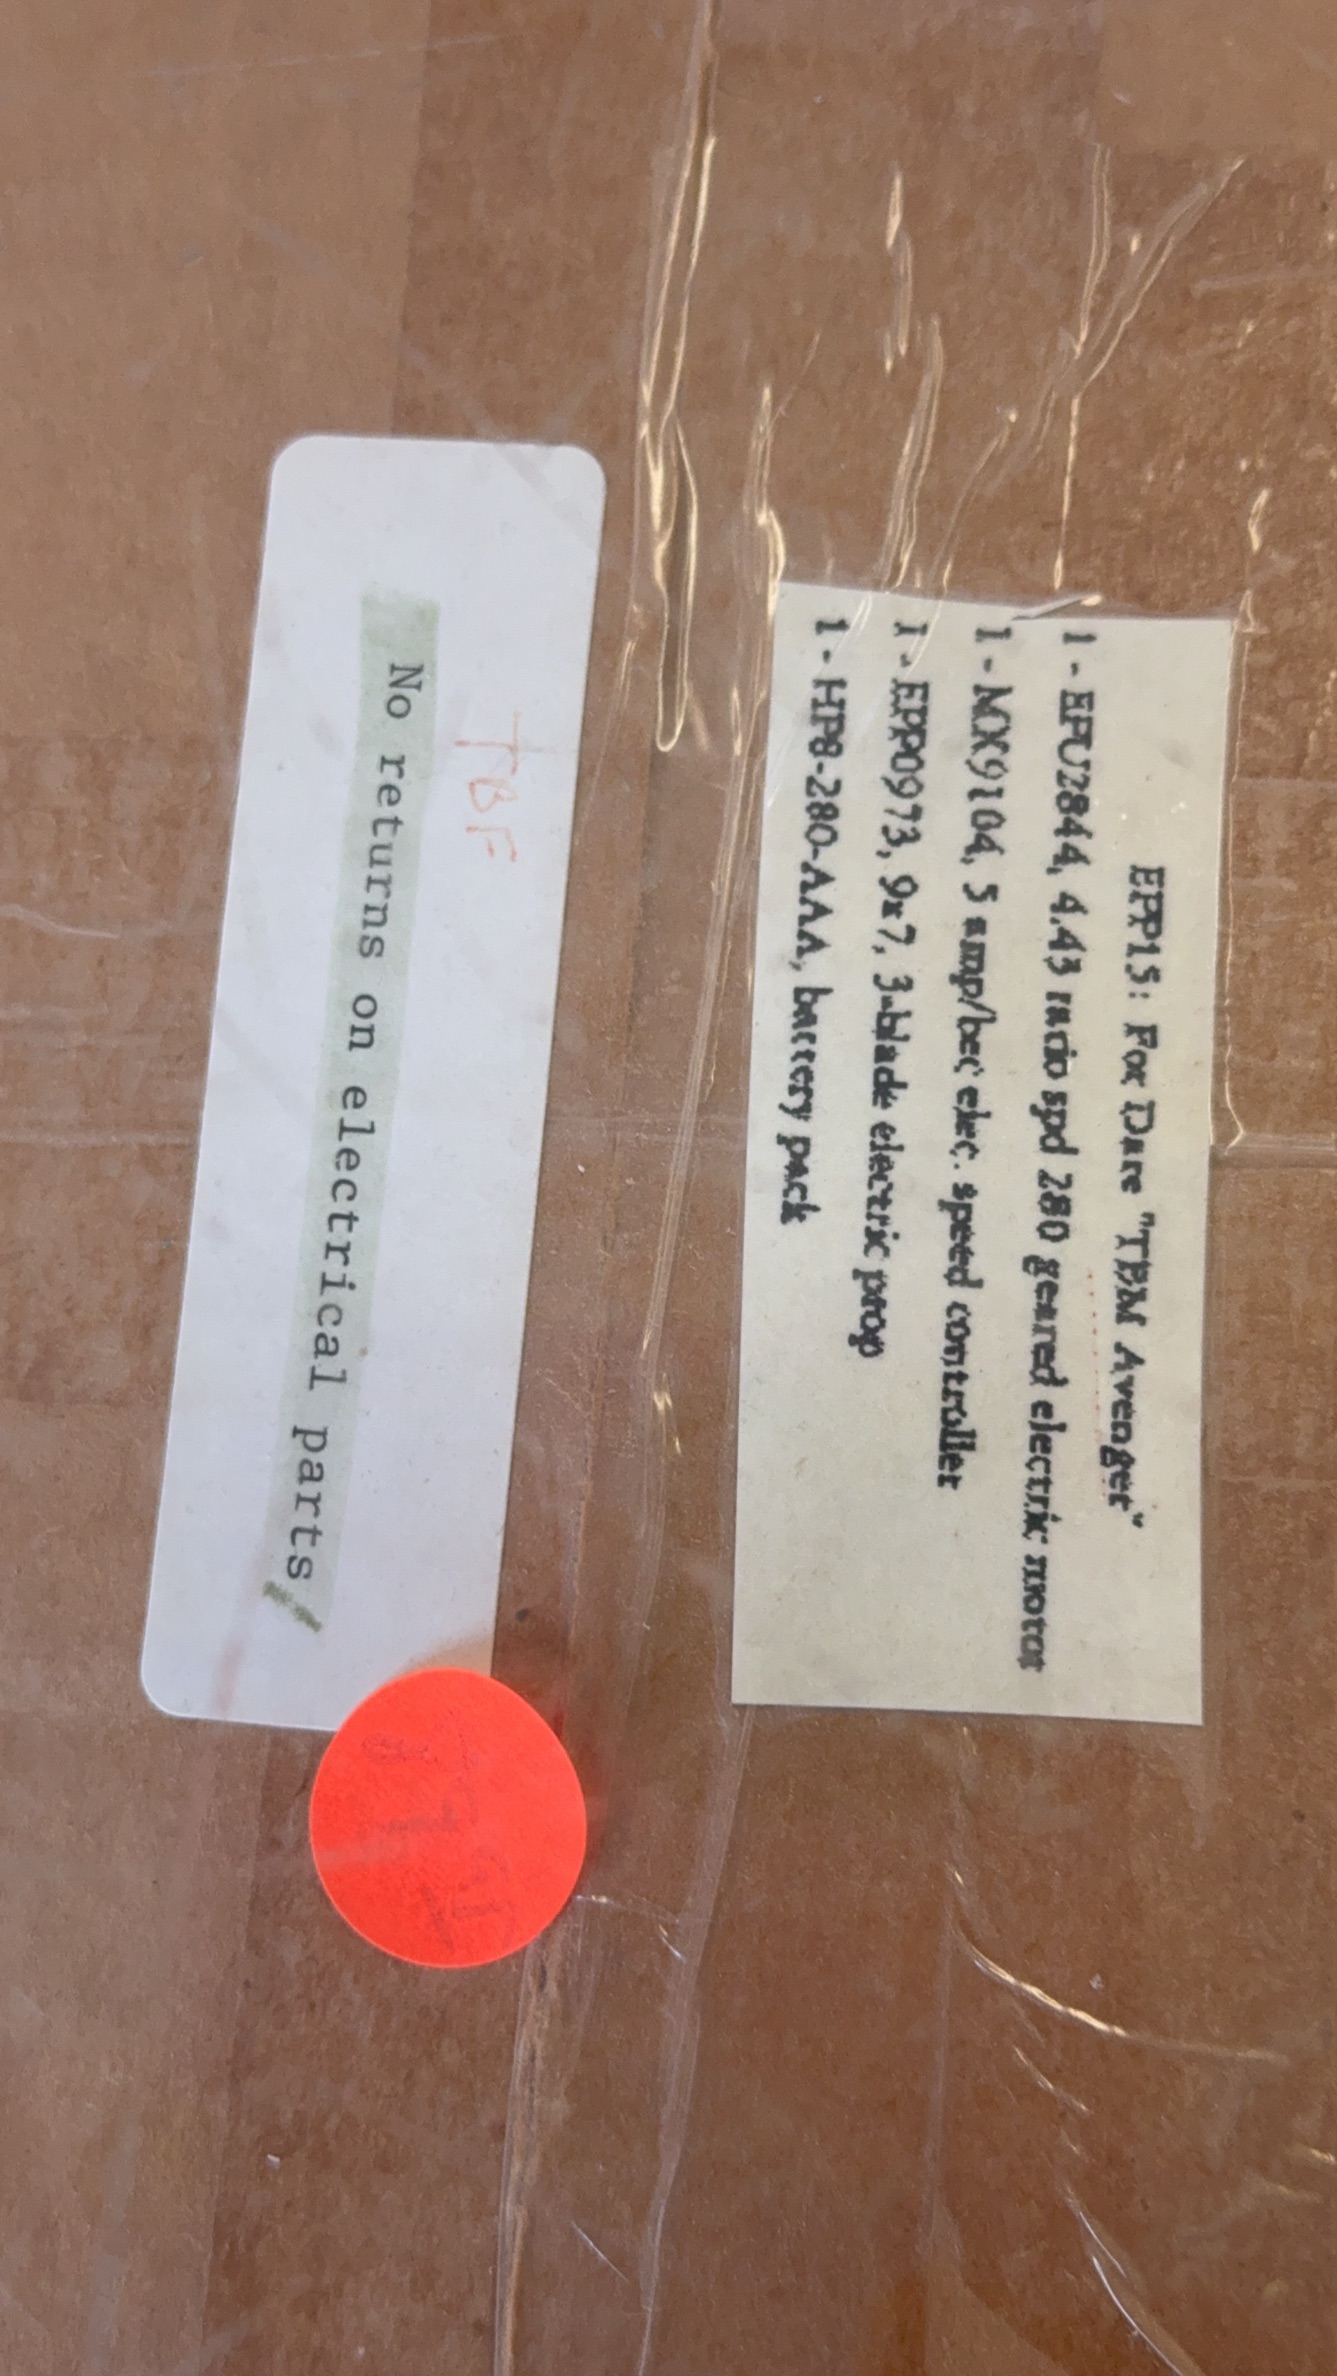 EPP15: For Dare "TBM Avenger"
1 - EPU2844, 4.43 ratio spd 280 geared electric motor
1 - MX9104, 5 amp/bec elec. speed controller
1 - EPP0973, 9x7, 3-blade electric prop
1 - HP8-280-AAA, battery pack
TBF
No returns on electrical parts